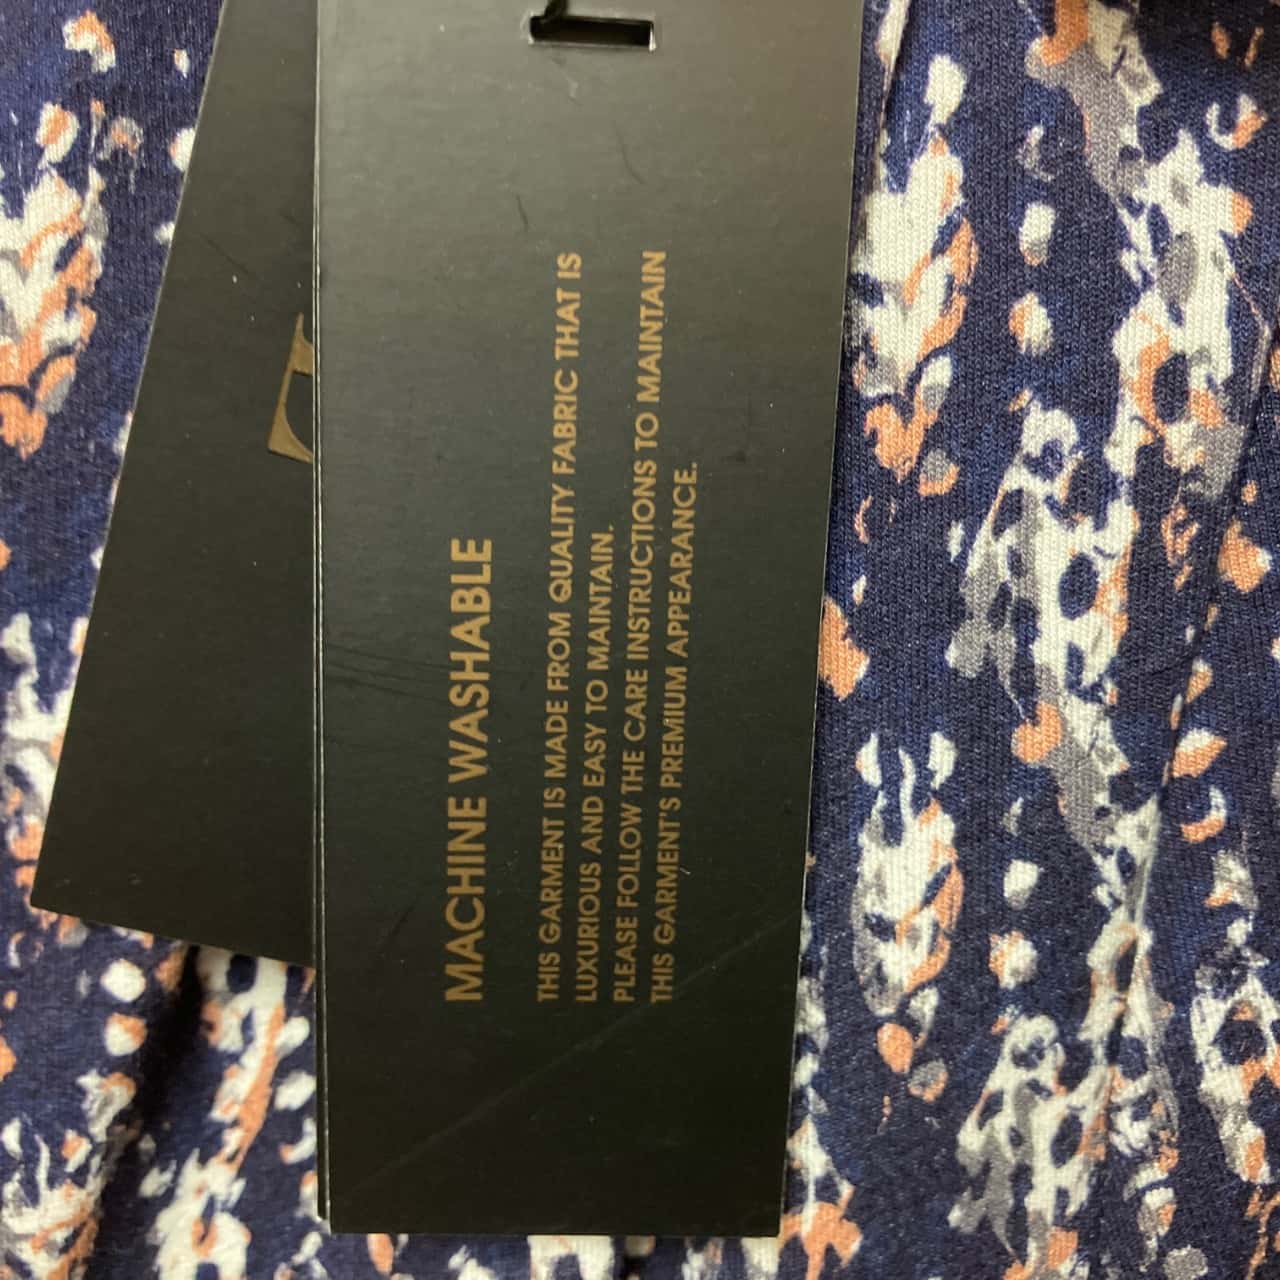 MACHINE WASHABLE
THIS GARMENT IS MADE FROM QUALITY FABRIC THAT IS
LUXURIOUS AND EASY TO MAINTAIN.
PLEASE FOLLOW THE CARE INSTRUCTIONS TO MAINTAIN
THIS GARMENT'S PREMIUM APPEARANCE.